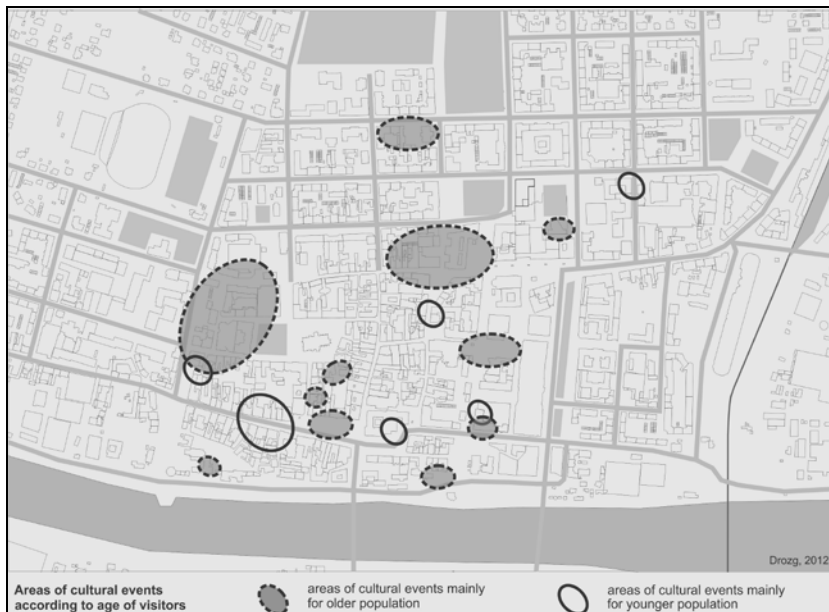 Drozg, 2012
Areas of cultural events
according to age of visitors
areas of cultural events mainly
for older population
areas of cultural events mainly
for younger population